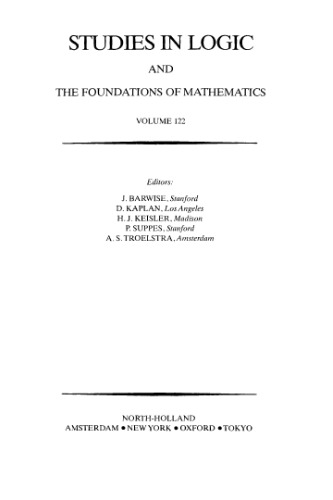 STUDIES IN LOGIC
AND
THE FOUNDATIONS OF MATHEMATICS
VOLUME 122
Editors:
J. BARWISE, Stanford
D. KAPLAN, Los Angeles
H. J. KEISLER, Madison
P. SUPPES, Stanford
A. S. TROELSTRA, Amsterdam
NORTH-HOLLAND
AMSTERDAM ● NEW YORK ● OXFORD ● TOKYO